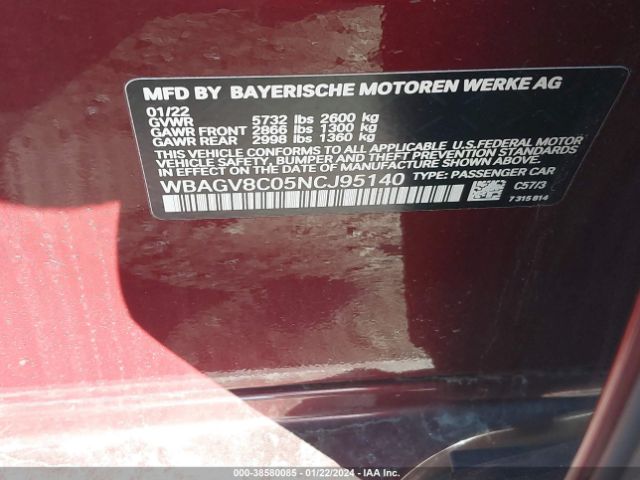 MFD BY BAYERISCHE MOTOREN WERKE AG
01/22
GVWR 5732 lbs 2600 kg
GAWR FRONT 2866 lbs 1300 kg
GAWR REAR 2998 lbs 1360 kg
THIS VEHICLE CONFORMS TO ALL APPLICABLE U.S.FEDERAL MOTOR
VEHICLE SAFETY, BUMPER, AND THEFT PREVENTION STANDARDS
IN EFFECT ON THE DATE OF MANUFACTURE SHOWN ABOVE.
WBAGV8C05NCJ95140 TYPE: PASSENGER CAR
C57/3
7 315 814
000-38580085 - 01/22/2024 - IAA Inc.